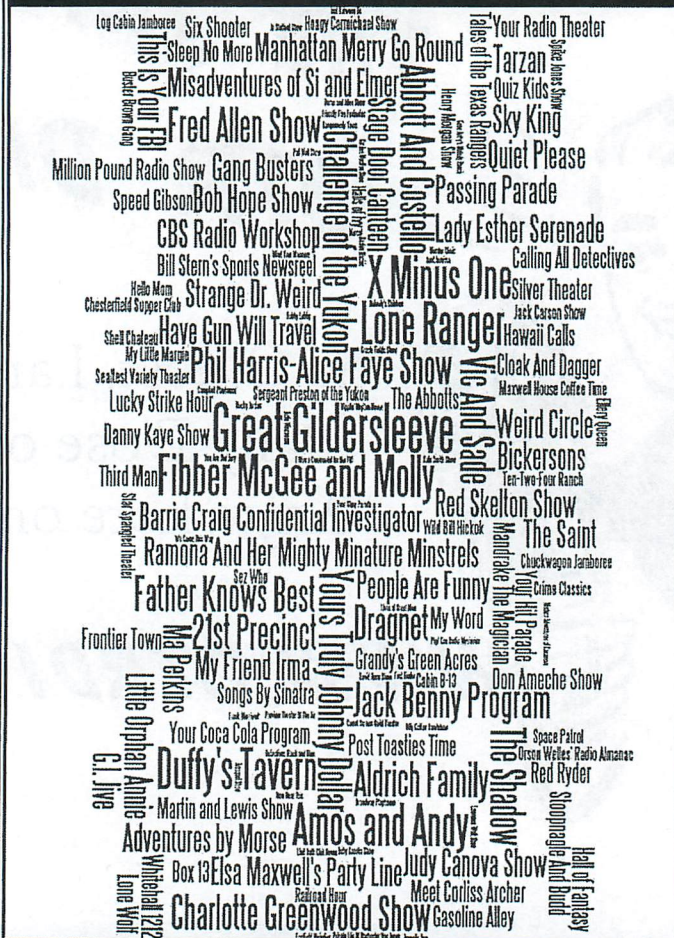 Log Cabin Jamboree
Six Shooter
Hoagy Carmichael Show
Your Radio Theater
This Is Your FBI
Sleep No More
Manhattan Merry Go Round
Tales of the Texas Rangers
Tarzan
Spike Jones Show
Buster Brown Gang
Misadventures of Si and Elmer
Abbott And Costello
Quiz Kids
Stage Door Canteen
Henry Morgan Show
Fred Allen Show
Challenge of the Yukon
Sky King
Quiet Please
Million Pound Radio Show
Gang Busters
Speed Gibson
Bob Hope Show
Halls of Ivy
Passing Parade
CBS Radio Workshop
Lady Esther Serenade
Bill Stern's Sports Newsreel
X Minus One
Calling All Detectives
Hello Mom
Chesterfield Supper Club
Strange Dr. Weird
Silver Theater
Jack Carson Show
Shell Chateau
Have Gun Will Travel
Lone Ranger
Hawaii Calls
My Little Margie
Sealtest Variety Theater
Phil Harris-Alice Faye Show
Vic And Sade
Cloak And Dagger
Maxwell House Coffee Time
Lucky Strike Hour
Sergeant Preston of the Yukon
The Abbotts
Ellery Queen
Danny Kaye Show
Great Gildersleeve
Weird Circle
Bickersons
Third Man
Fibber McGee and Molly
Ten-Two-Four Ranch
Star Spangled Theater
Red Skelton Show
Barrie Craig Confidential Investigator
Wild Bill Hickok
The Saint
Ramona And Her Mighty Minature Minstrels
Mandrake the Magician
Chuckwagon Jamboree
Sez Who
Father Knows Best
Yours Truly Johnny Dollar
People Are Funny
Your Hit Parade
Crime Classics
Frontier Town
Ma Perkins
21st Precinct
Dragnet
My Word
My Friend Irma
Grandy's Green Acres
Cabin B-13
Don Ameche Show
Little Orphan Annie
Songs By Sinatra
Jack Benny Program
Your Coca Cola Program
Post Toasties Time
The Shadow
Space Patrol
Orson Welles' Radio Almanac
G.I. Jive
Duffy's Tavern
Aldrich Family
Red Ryder
Martin and Lewis Show
Amos and Andy
Stoopnagle And Budd
Adventures by Morse
Hall of Fantasy
Whitehall 1212
Box 13
Elsa Maxwell's Party Line
Judy Canova Show
Lone Wolf
Railroad Hour
Meet Corliss Archer
Charlotte Greenwood Show
Gasoline Alley